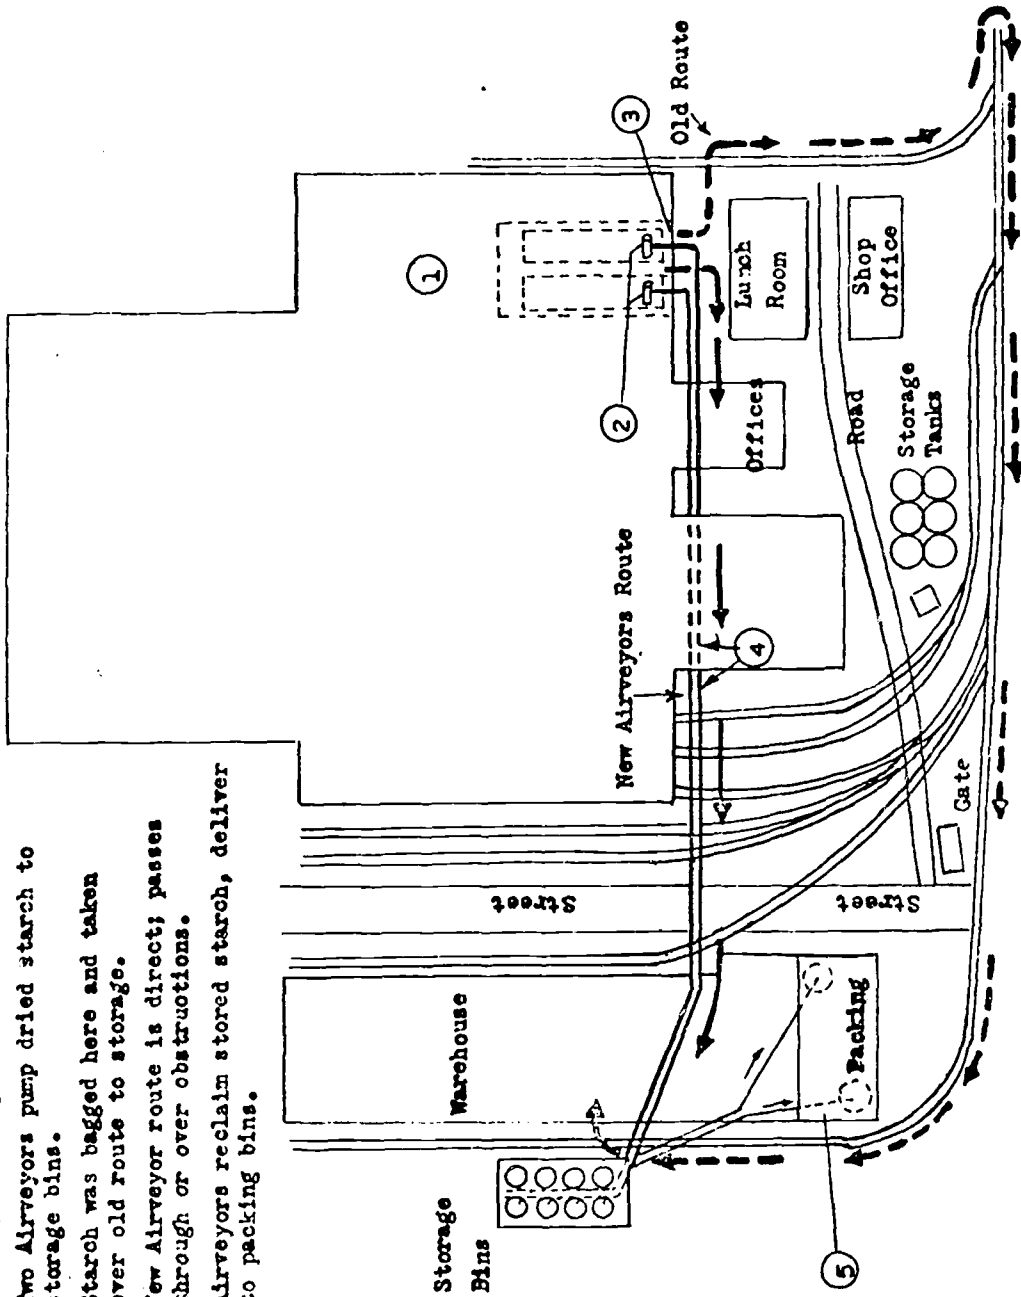 wo Airveyors pump dried starch to
torage bins.
Starch was bagged here and taken
over old route to storage.
New Airveyor route is direct; passes
through or over obstructions.
Airveyors reclaim stored starch, deliver
to packing bins.
1
2
3
Old Route
Lunch
Room
Shop
Office
Offices
Road
Storage
Tanks
New Airveyors Route
4
Gate
Street
Street
Warehouse
Packing
Storage
Bins
5